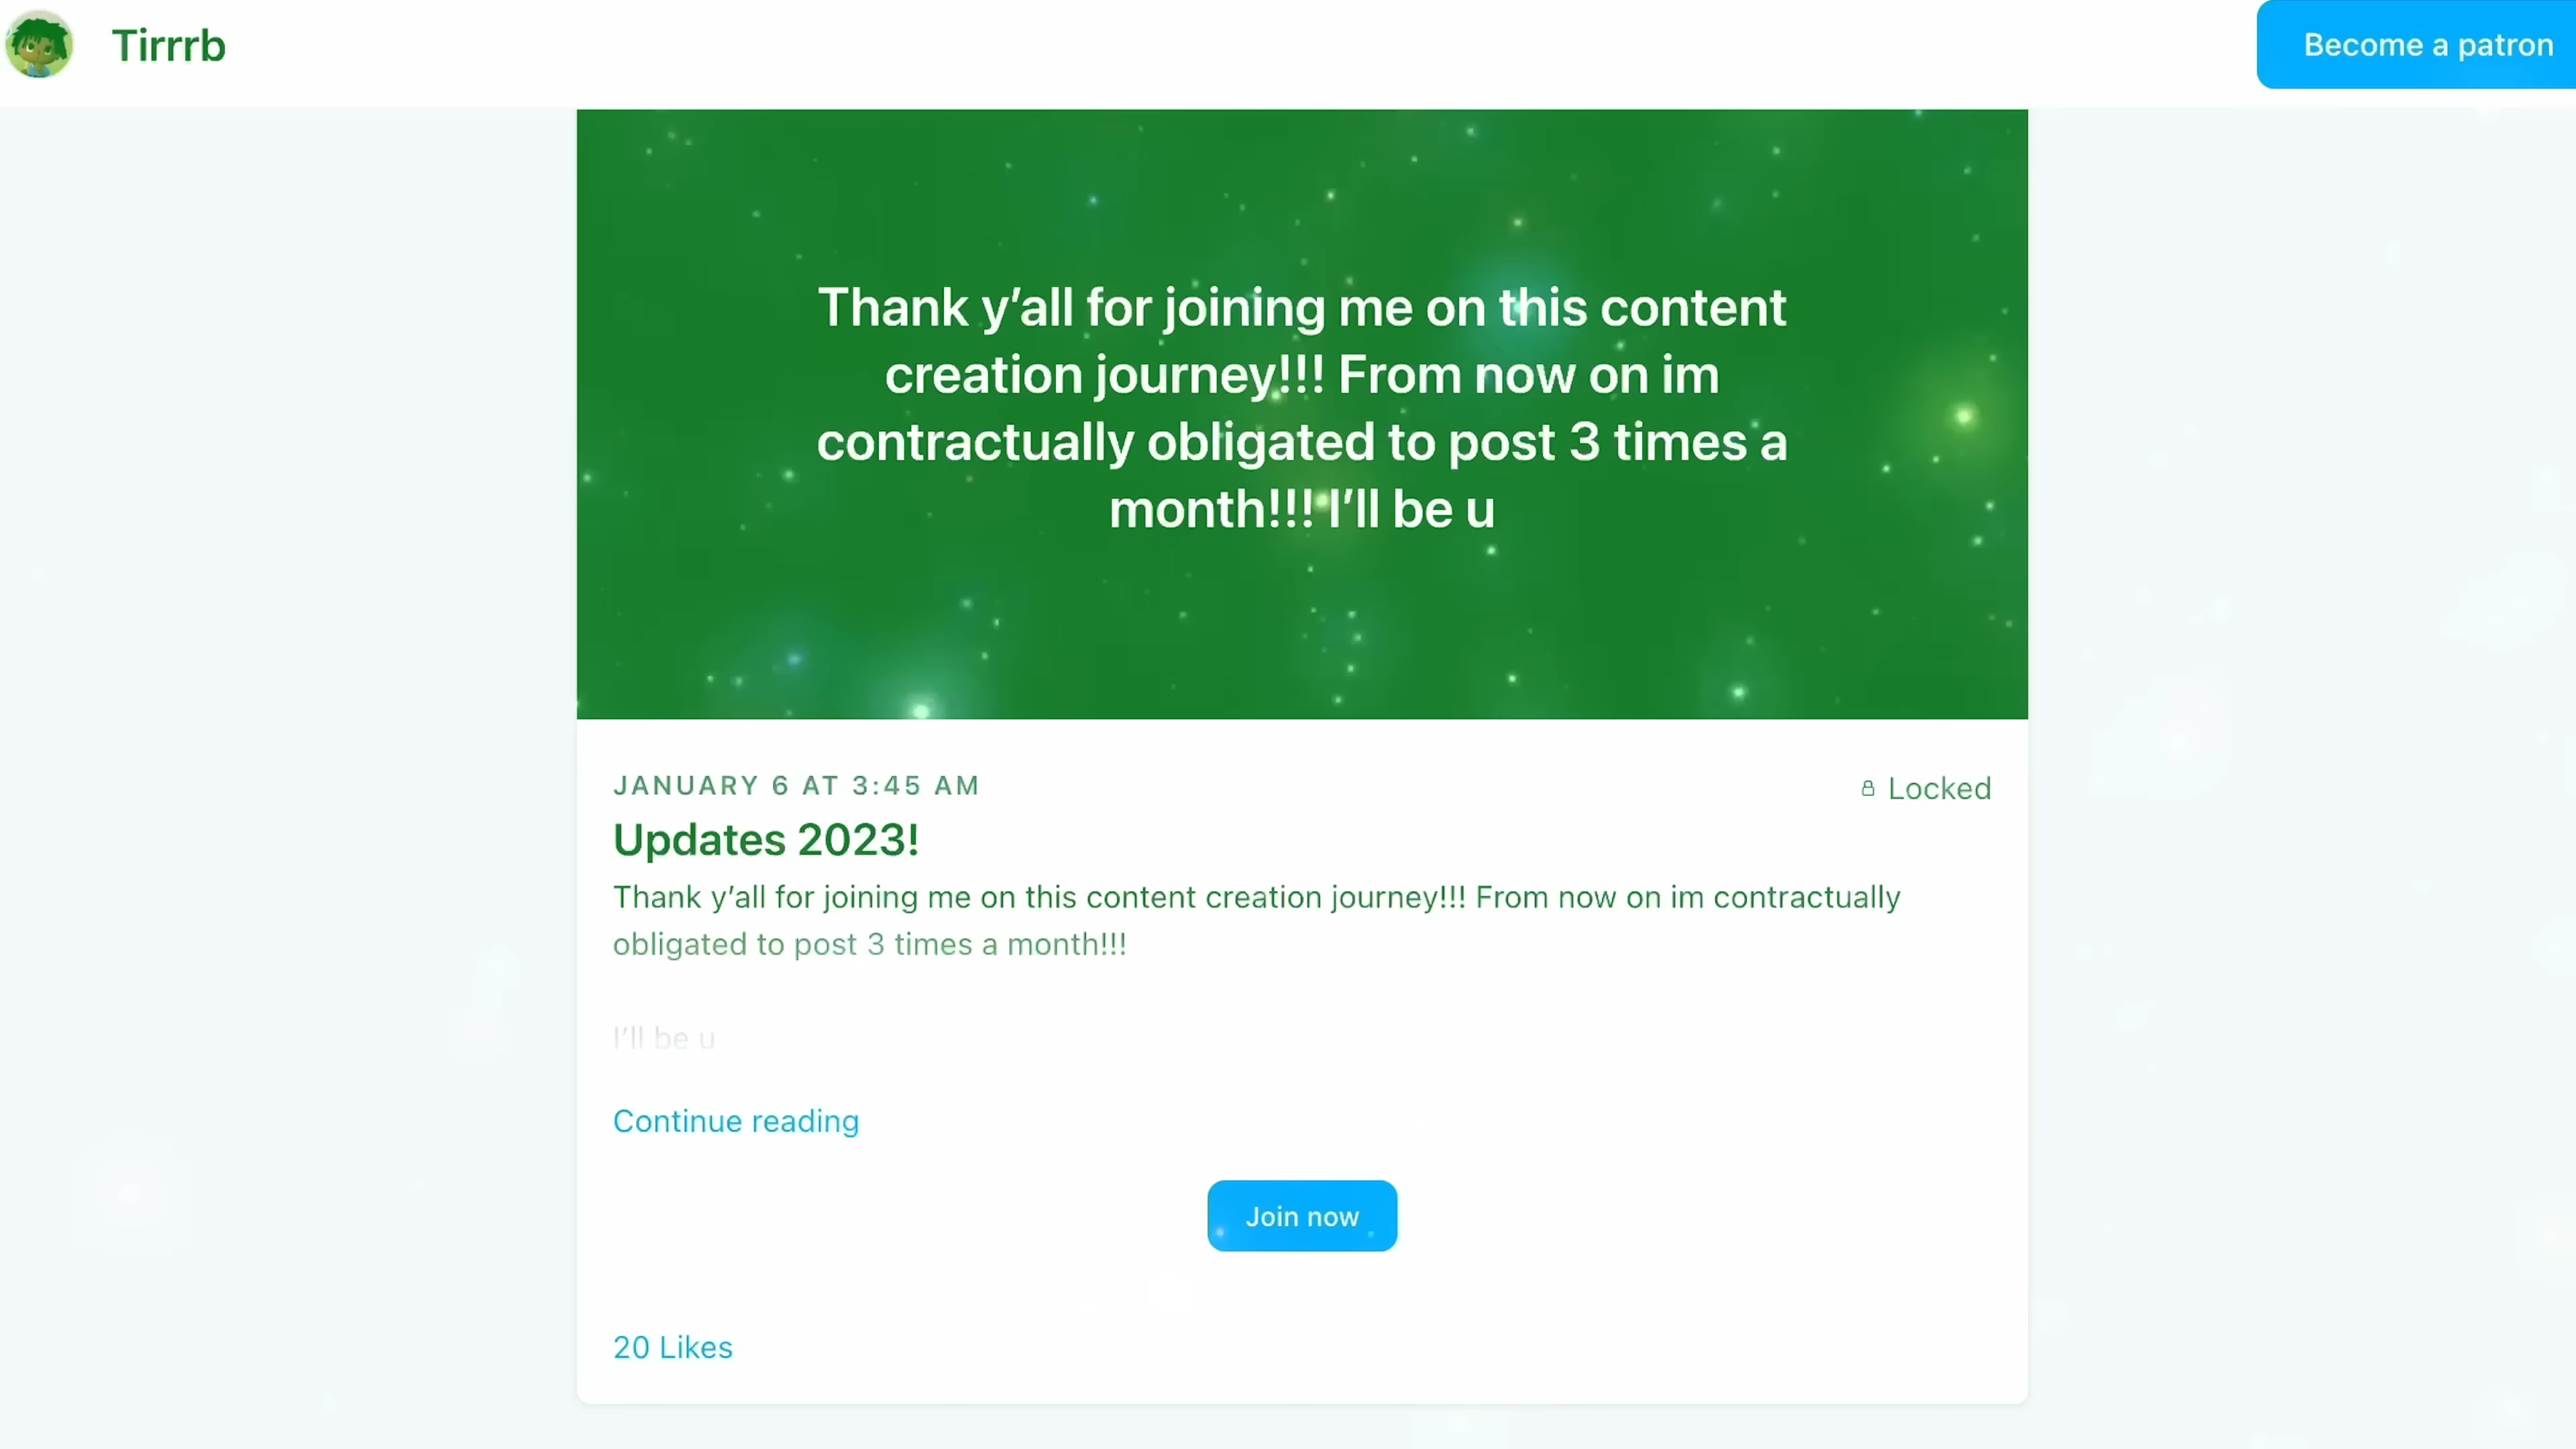 Tirrrb
Become a patron
Thank y’all for joining me on this content
creation journey!!! From now on im
contractually obligated to post 3 times a
month!!! I’ll be u
JANUARY 6 AT 3:45 AM
Locked
Updates 2023!
Thank y’all for joining me on this content creation journey!!! From now on im contractually
obligated to post 3 times a month!!!
I’ll be u
Continue reading
Join now
20 Likes